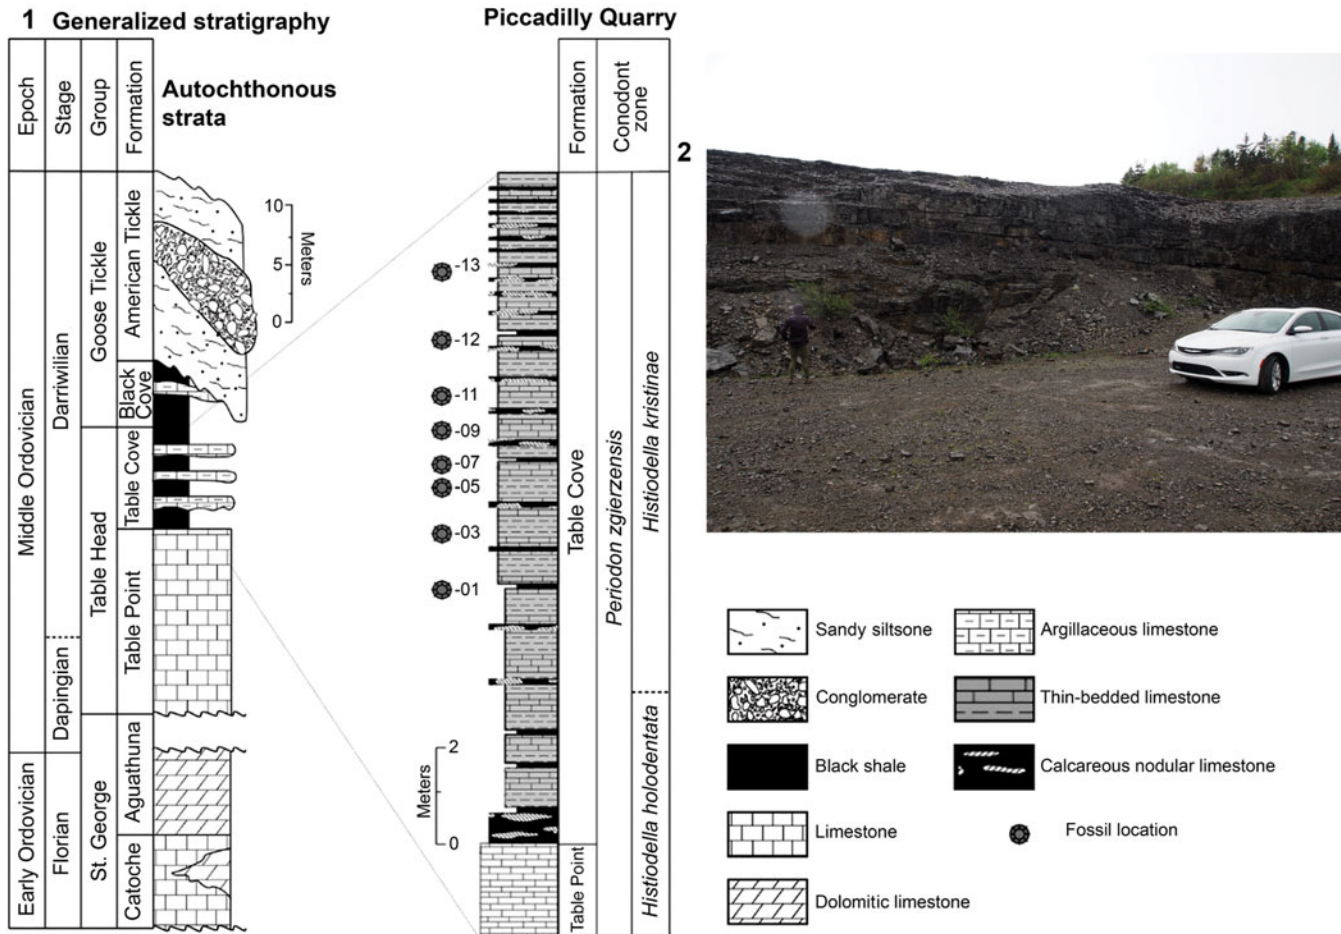 1 Generalized stratigraphy
Epoch
Stage
Group
Formation
Autochthonous
strata
Middle Ordovician
Early Ordovician
Darriwilian
Dapingian
Florian
Goose Tickle
Table Head
St. George
American Tickle
Black
Cove
Table Cove
Table Point
Aguathuna
Catoche
10
5
0
Meters
Piccadilly Quarry
Formation
Conodont
zone
-13
-12
-11
-09
-07
-05
-03
-01
2
0
Meters
Table Cove
Table Point
Periodon zgierzensis
Histiodella kristinae
Histiodella holodentata
2
Sandy siltsone
Conglomerate
Black shale
Limestone
Dolomitic limestone
Argillaceous limestone
Thin-bedded limestone
Calcareous nodular limestone
Fossil location